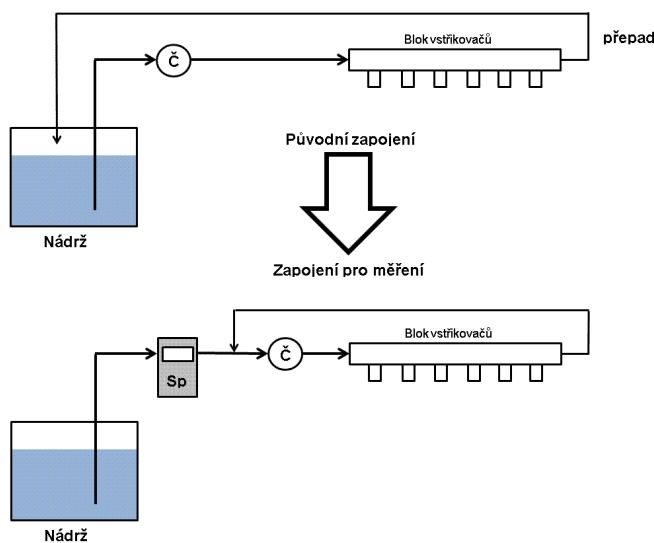 Blok vstřikovačů
přepad
Č
Původní zapojení
Nádrž
Zapojení pro měření
Blok vstřikovačů
Sp
Č
Nádrž